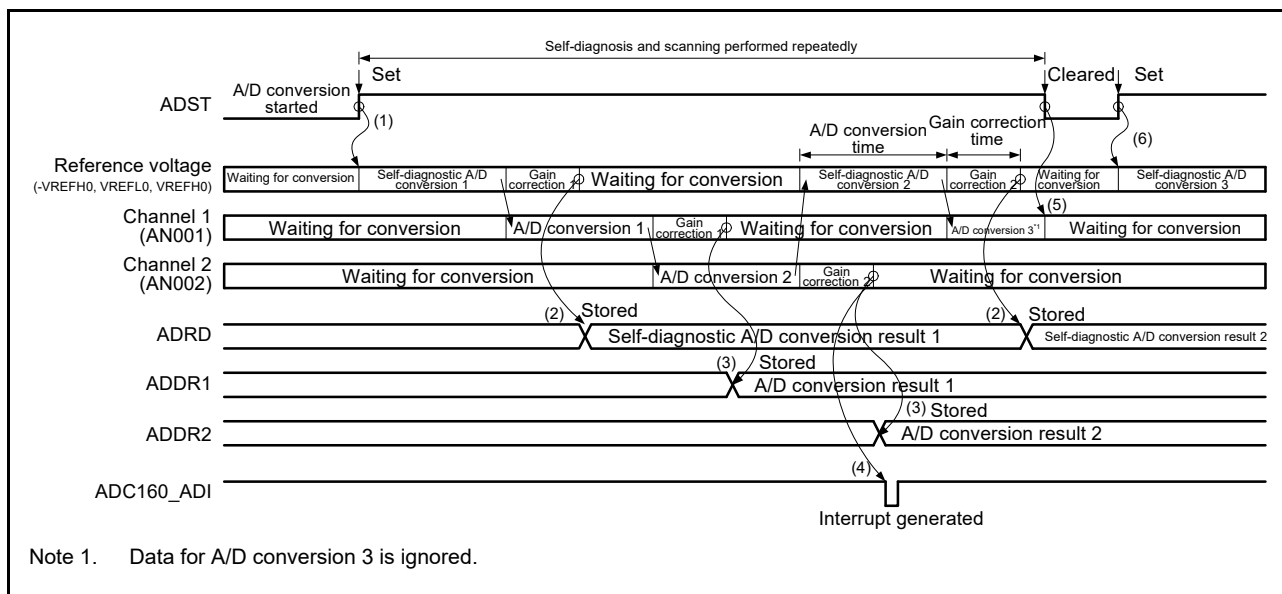 Self-diagnosis and scanning performed repeatedly
Set
Cleared
Set
ADST
A/D conversion
started
(1)
A/D conversion
time
Gain correction
time
(6)
Reference voltage
(-VREFH0, VREFL0, VREFH0)
Waiting for conversion
Self-diagnostic A/D
conversion 1
Gain
correction 1
Waiting for conversion
Self-diagnostic A/D
conversion 2
Gain
correction 2
Waiting for
conversion
Self-diagnostic A/D
conversion 3
(5)
Channel 1
(AN001)
Waiting for conversion
A/D conversion 1
Gain
correction 1
Waiting for conversion
A/D conversion 3*1
Waiting for conversion
Channel 2
(AN002)
Waiting for conversion
A/D conversion 2
Gain
correction 2
Waiting for conversion
(2) Stored
(2) Stored
ADRD
Self-diagnostic A/D conversion result 1
Self-diagnostic A/D conversion result 2
(3) Stored
ADDR1
A/D conversion result 1
(3) Stored
ADDR2
A/D conversion result 2
(4)
ADC160_ADI
Interrupt generated
Note 1. Data for A/D conversion 3 is ignored.